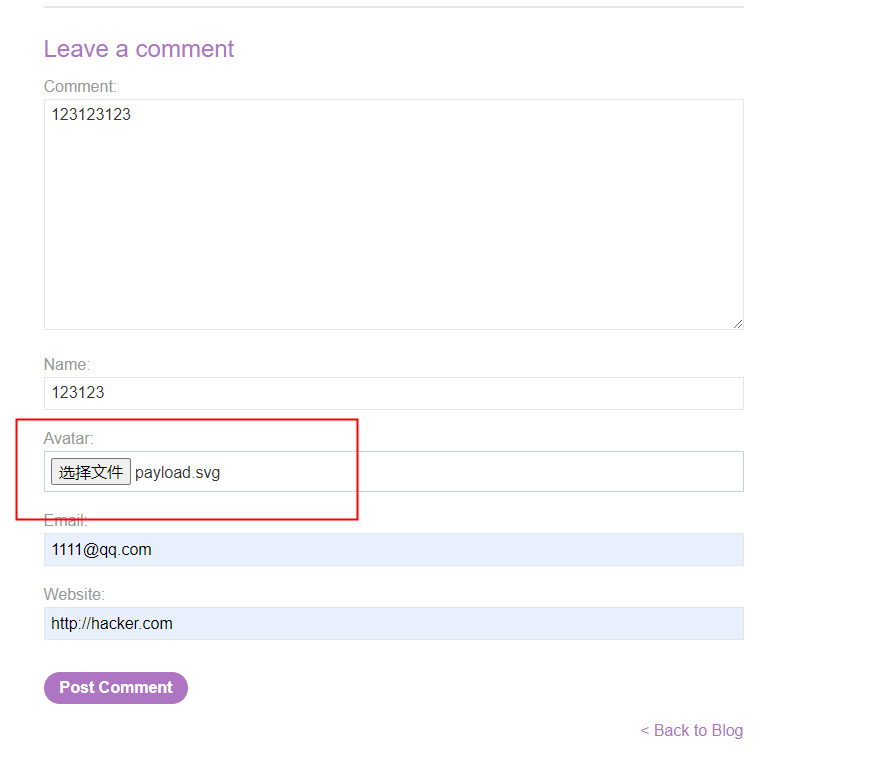 Leave a comment
Comment:
123123123
Name:
123123
Avatar:
选择文件 payload.svg
Email:
1111@qq.com
Website:
http://hacker.com
Post Comment
< Back to Blog